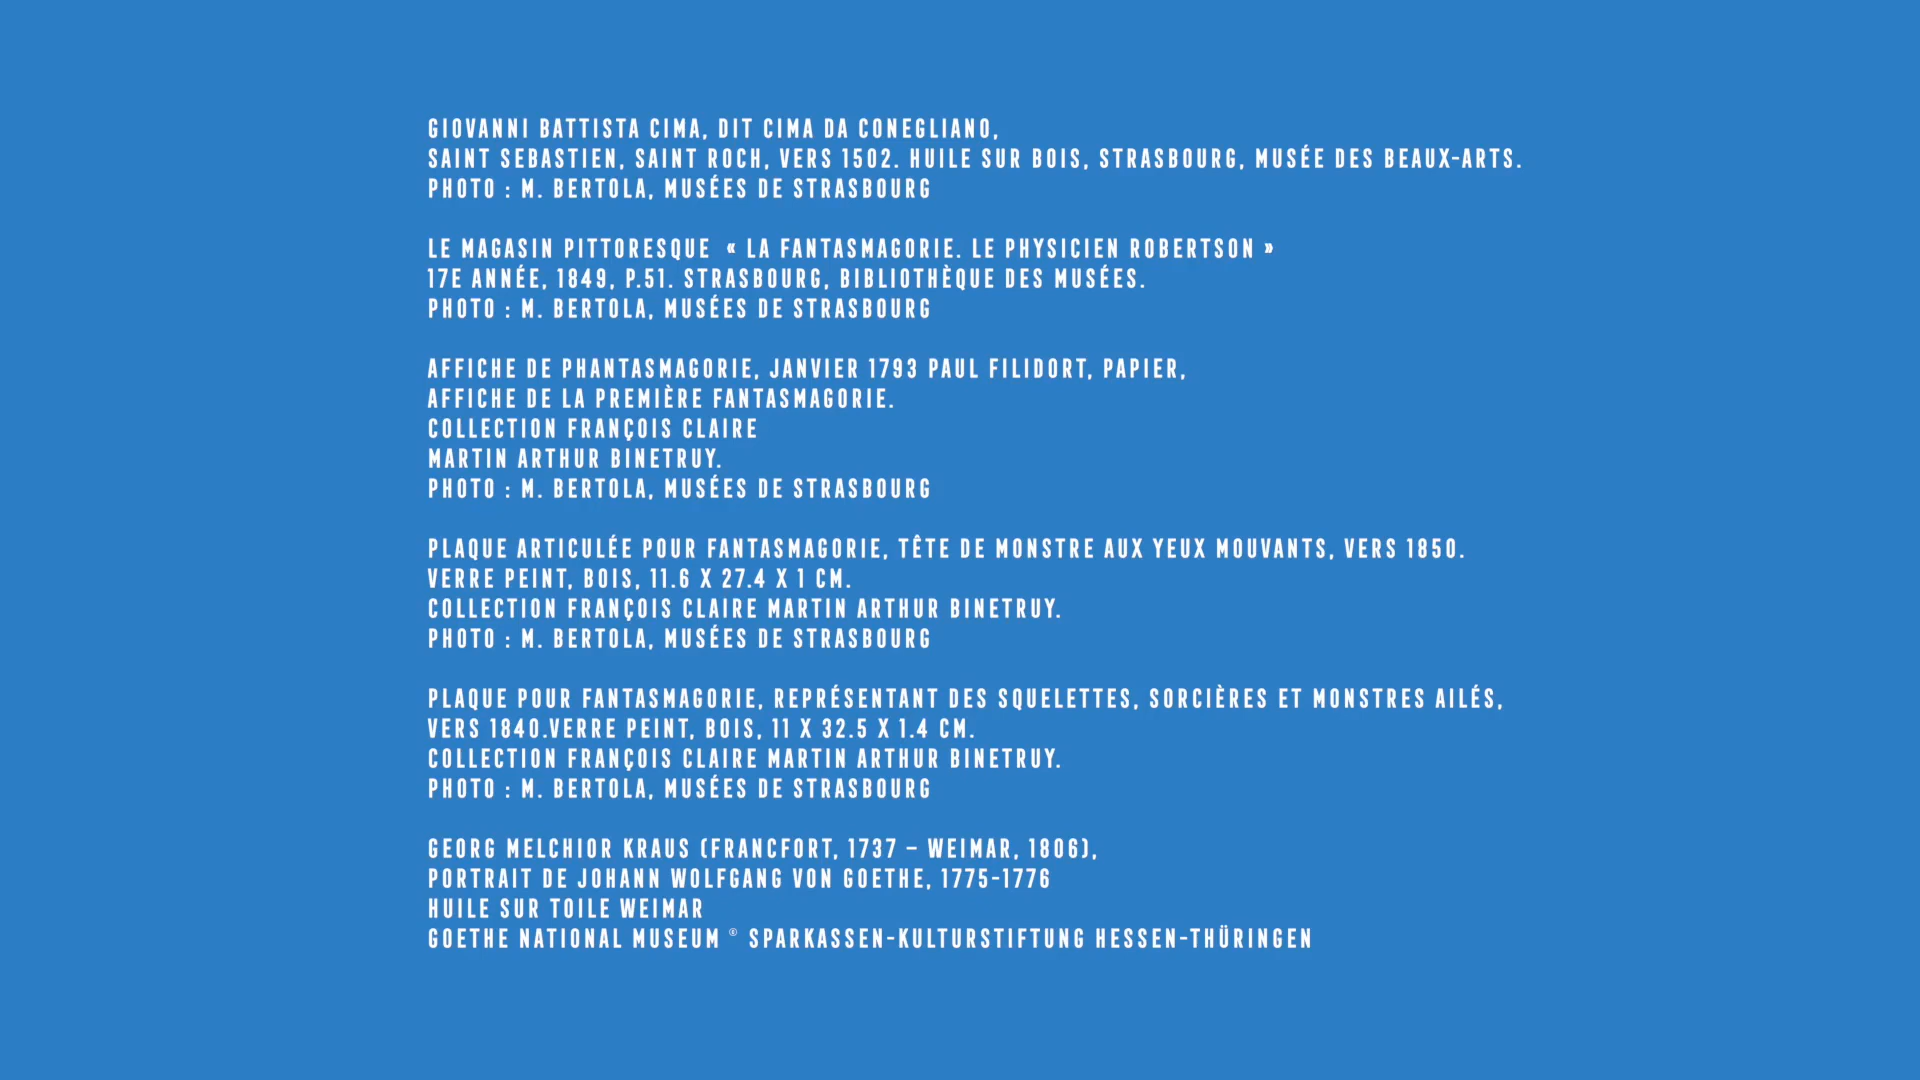 GIOVANNI BATTISTA CIMA, DIT CIMA DA CONEGLIANO,
SAINT SEBASTIEN, SAINT ROCH, VERS 1502. HUILE SUR BOIS, STRASBOURG, MUSÉE DES BEAUX-ARTS.
PHOTO : M. BERTOLA, MUSÉES DE STRASBOURG
LE MAGASIN PITTORESQUE « LA FANTASMAGORIE. LE PHYSICIEN ROBERTSON »
17E ANNÉE, 1849, P.51. STRASBOURG, BIBLIOTHÈQUE DES MUSÉES.
PHOTO : M. BERTOLA, MUSÉES DE STRASBOURG
AFFICHE DE PHANTASMAGORIE, JANVIER 1793 PAUL FILIDORT, PAPIER,
AFFICHE DE LA PREMIÈRE FANTASMAGORIE.
COLLECTION FRANÇOIS CLAIRE
MARTIN ARTHUR BINETRUY.
PHOTO : M. BERTOLA, MUSÉES DE STRASBOURG
PLAQUE ARTICULÉE POUR FANTASMAGORIE, TÊTE DE MONSTRE AUX YEUX MOUVANTS, VERS 1850.
VERRE PEINT, BOIS, 11.6 X 27.4 X 1 CM.
COLLECTION FRANÇOIS CLAIRE MARTIN ARTHUR BINETRUY.
PHOTO : M. BERTOLA, MUSÉES DE STRASBOURG
PLAQUE POUR FANTASMAGORIE, REPRÉSENTANT DES SQUELETTES, SORCIÈRES ET MONSTRES AILÉS,
VERS 1840.VERRE PEINT, BOIS, 11 X 32.5 X 1.4 CM.
COLLECTION FRANÇOIS CLAIRE MARTIN ARTHUR BINETRUY.
PHOTO : M. BERTOLA, MUSÉES DE STRASBOURG
GEORG MELCHIOR KRAUS (FRANCFORT, 1737 – WEIMAR, 1806),
PORTRAIT DE JOHANN WOLFGANG VON GOETHE, 1775-1776
HUILE SUR TOILE WEIMAR
GOETHE NATIONAL MUSEUM © SPARKASSEN-KULTURSTIFTUNG HESSEN-THÜRINGEN